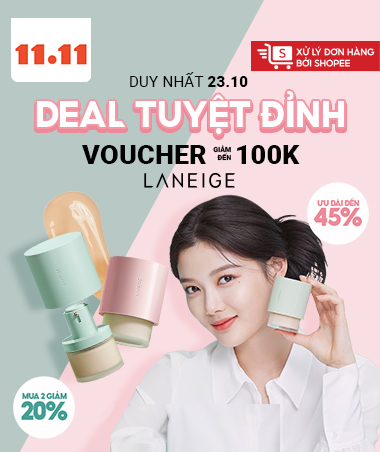 11.11
XỬ LÝ ĐƠN HÀNG
BỞI SHOPEE
S
DUY NHẤT 23.10
DEAL TUYỆT ĐỈNH
VOUCHER GIẢM ĐẾN 100K
LANEIGE
ƯU ĐÃI ĐẾN
45%
MUA 2 GIẢM
20%